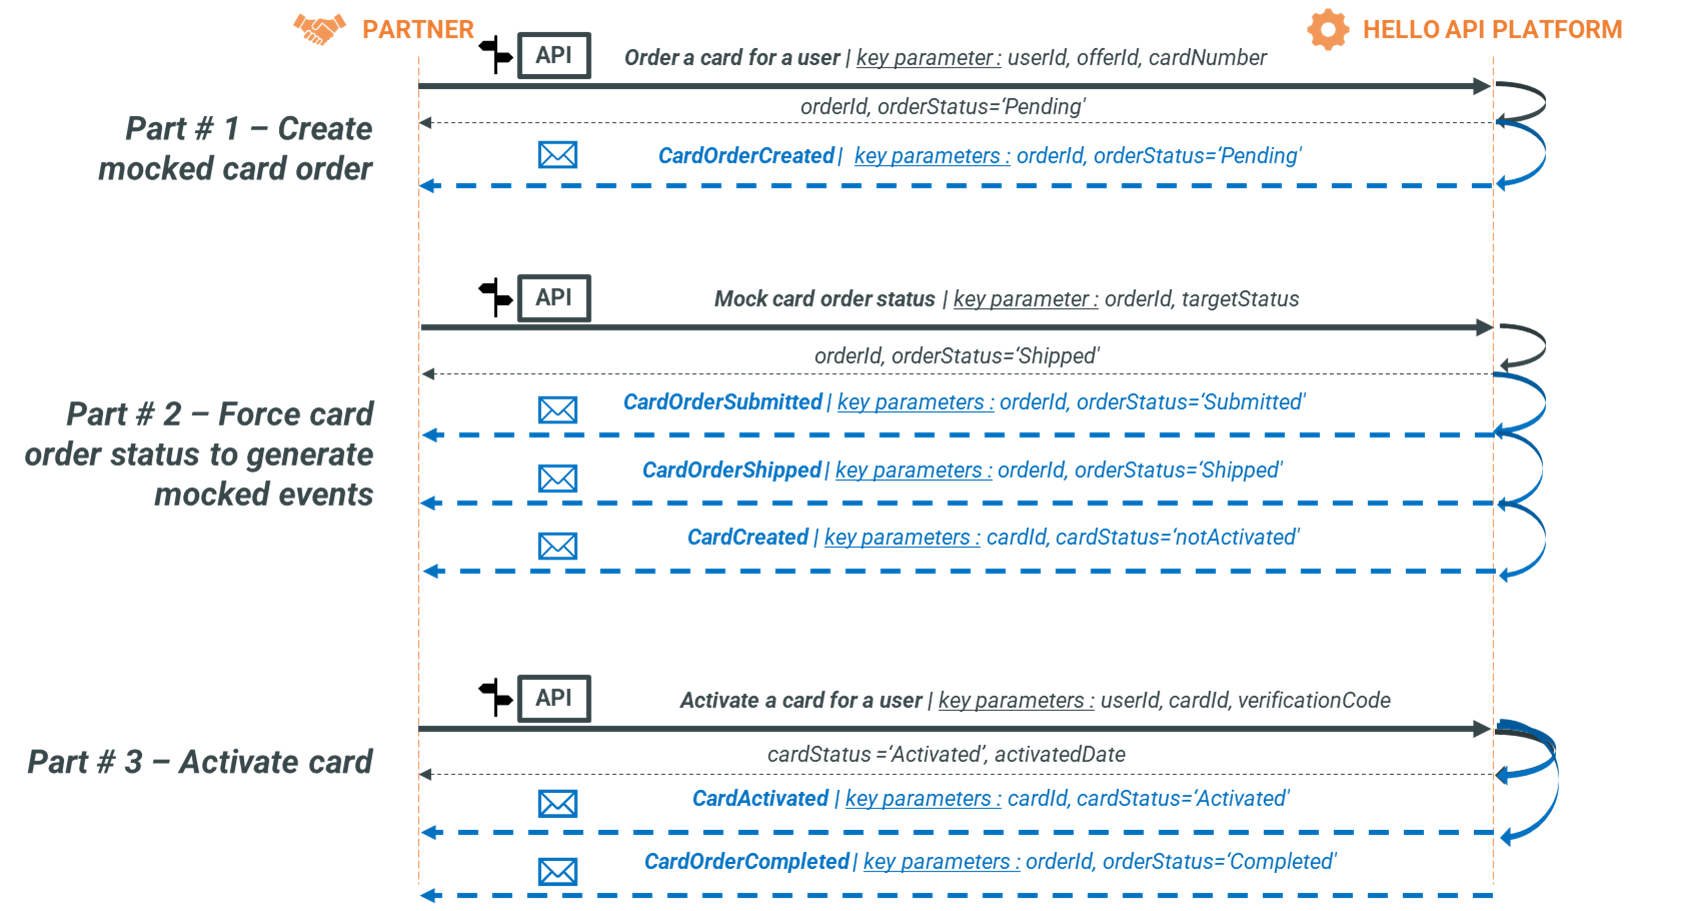 PARTNER
HELLO API PLATFORM
API
Order a card for a user | key parameter : userId, offerId, cardNumber
orderId, orderStatus=‘Pending'
Part # 1 – Create
mocked card order
CardOrderCreated | key parameters : orderId, orderStatus=‘Pending'
API
Mock card order status | key parameter : orderId, targetStatus
orderId, orderStatus=‘Shipped'
Part # 2 – Force card
order status to generate
mocked events
CardOrderSubmitted | key parameters : orderId, orderStatus=‘Submitted'
CardOrderShipped | key parameters : orderId, orderStatus=‘Shipped'
CardCreated | key parameters : cardId, cardStatus=‘notActivated'
API
Activate a card for a user | key parameters : userId, cardId, verificationCode
Part # 3 – Activate card
cardStatus =‘Activated’, activatedDate
CardActivated | key parameters : cardId, cardStatus=‘Activated'
CardOrderCompleted | key parameters : orderId, orderStatus=‘Completed'